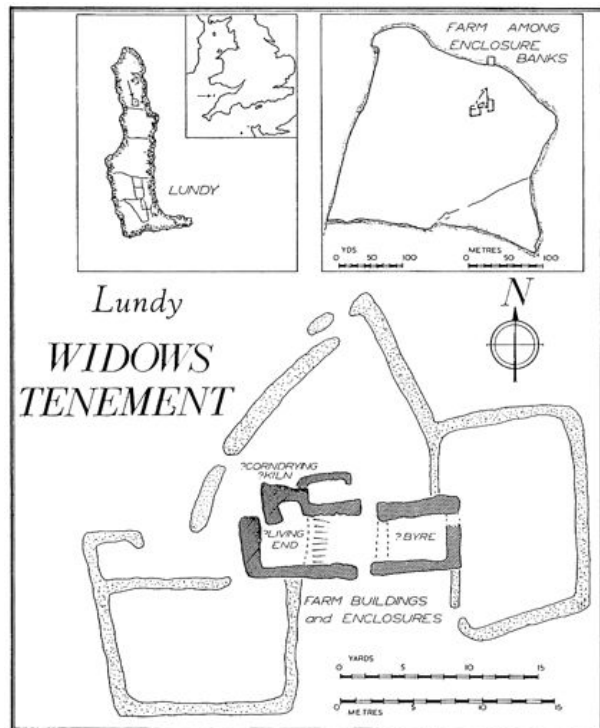 LUNDY
FARM AMONG
ENCLOSURE
BANKS
YDS
METRES
0 50 100
0 50 100
Lundy
WIDOWS
TENEMENT
N
?CORNDRYING
?KILN
?LIVING
END
?BYRE
FARM BUILDINGS
and ENCLOSURES
YARDS
0 5 10 15
0 5 10 15
METRES